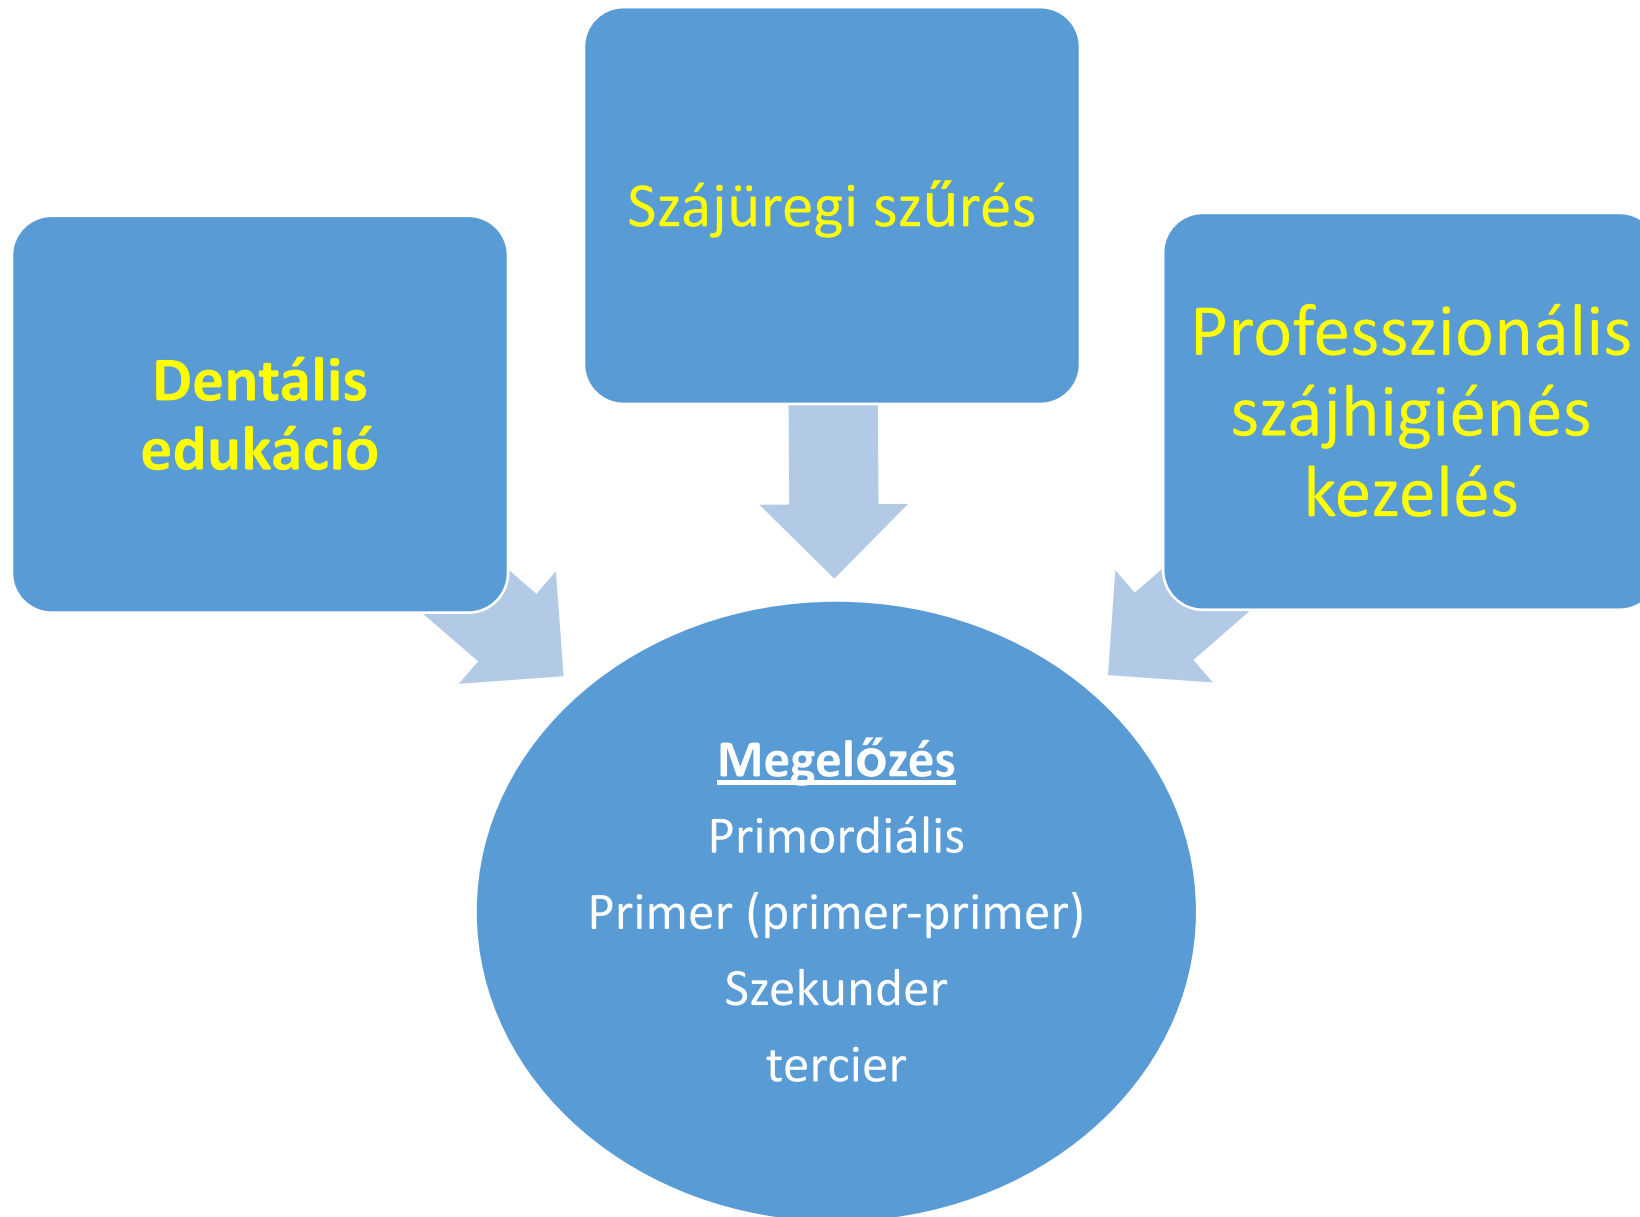 Szájüregi szűrés
Dentális
edukáció
Professzionális
szájhigiénés
kezelés
Megelőzés
Primordiális
Primer (primer-primer)
Szekunder
tercier